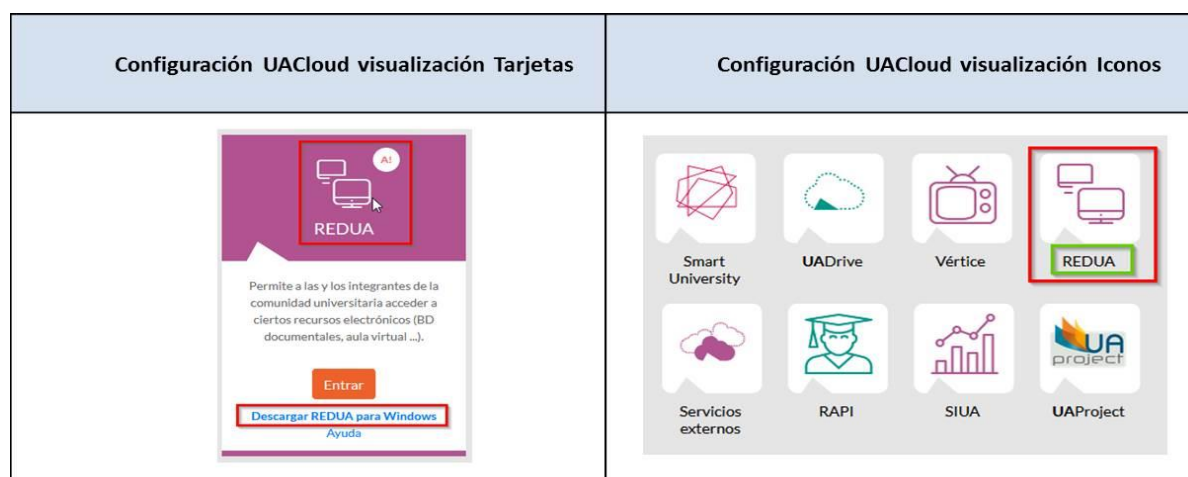 Configuración UACloud visualización Tarjetas
Configuración UACloud visualización Iconos
A!
REDUA
Permite a las y los integrantes de la
comunidad universitaria acceder a
ciertos recursos electrónicos (BD
documentales, aula virtual ...).
Entrar
Descargar REDUA para Windows
Ayuda
Smart
University
UADrive
Vértice
REDUA
Servicios
externos
RAPI
SIUA
UA
project
UAProject